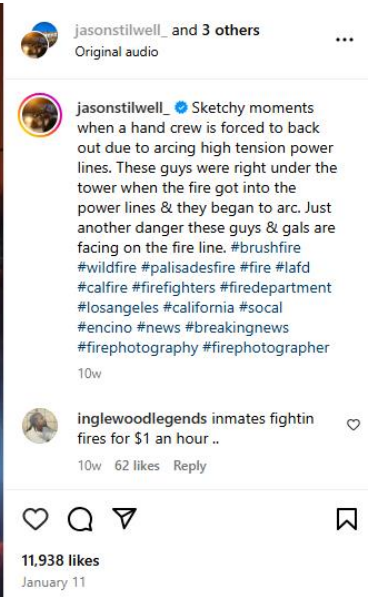 jasonstilwell_ and 3 others
Original audio
jasonstilwell_ Sketchy moments
when a hand crew is forced to back
out due to arcing high tension power
lines. These guys were right under the
tower when the fire got into the
power lines & they began to arc. Just
another danger these guys & gals are
facing on the fire line. #brushfire
#wildfire #palisadesfire #fire #lafd
#calfire #firefighters #firedepartment
#losangeles #california #socal
#encino #news #breakingnews
#firephotography #firephotographer
10w
inglewoodlegends inmates fightin
fires for $1 an hour ..
10w 62 likes Reply
11,938 likes
January 11